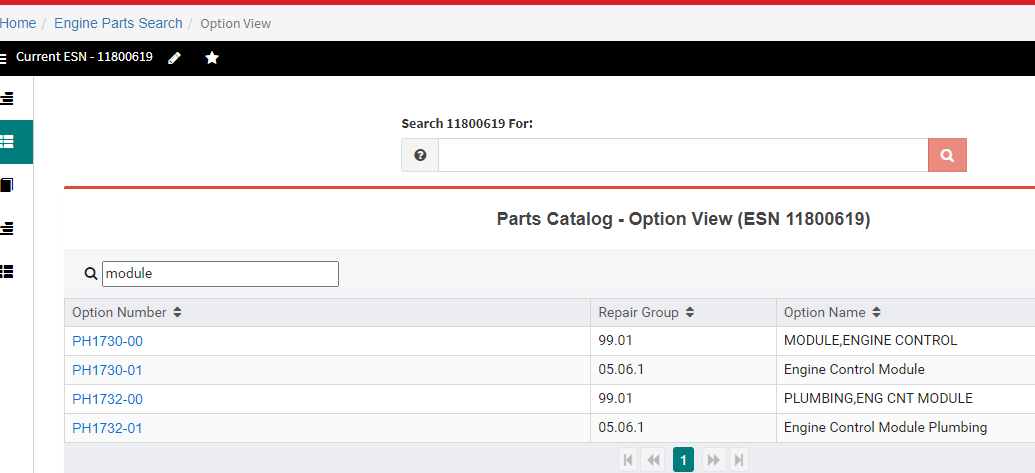 Home / Engine Parts Search / Option View
Current ESN - 11800619
Search 11800619 For:
Parts Catalog - Option View (ESN 11800619)
module
Option Number Repair Group Option Name
PH1730-00 99.01 MODULE,ENGINE CONTROL
PH1730-01 05.06.1 Engine Control Module
PH1732-00 99.01 PLUMBING,ENG CNT MODULE
PH1732-01 05.06.1 Engine Control Module Plumbing
1